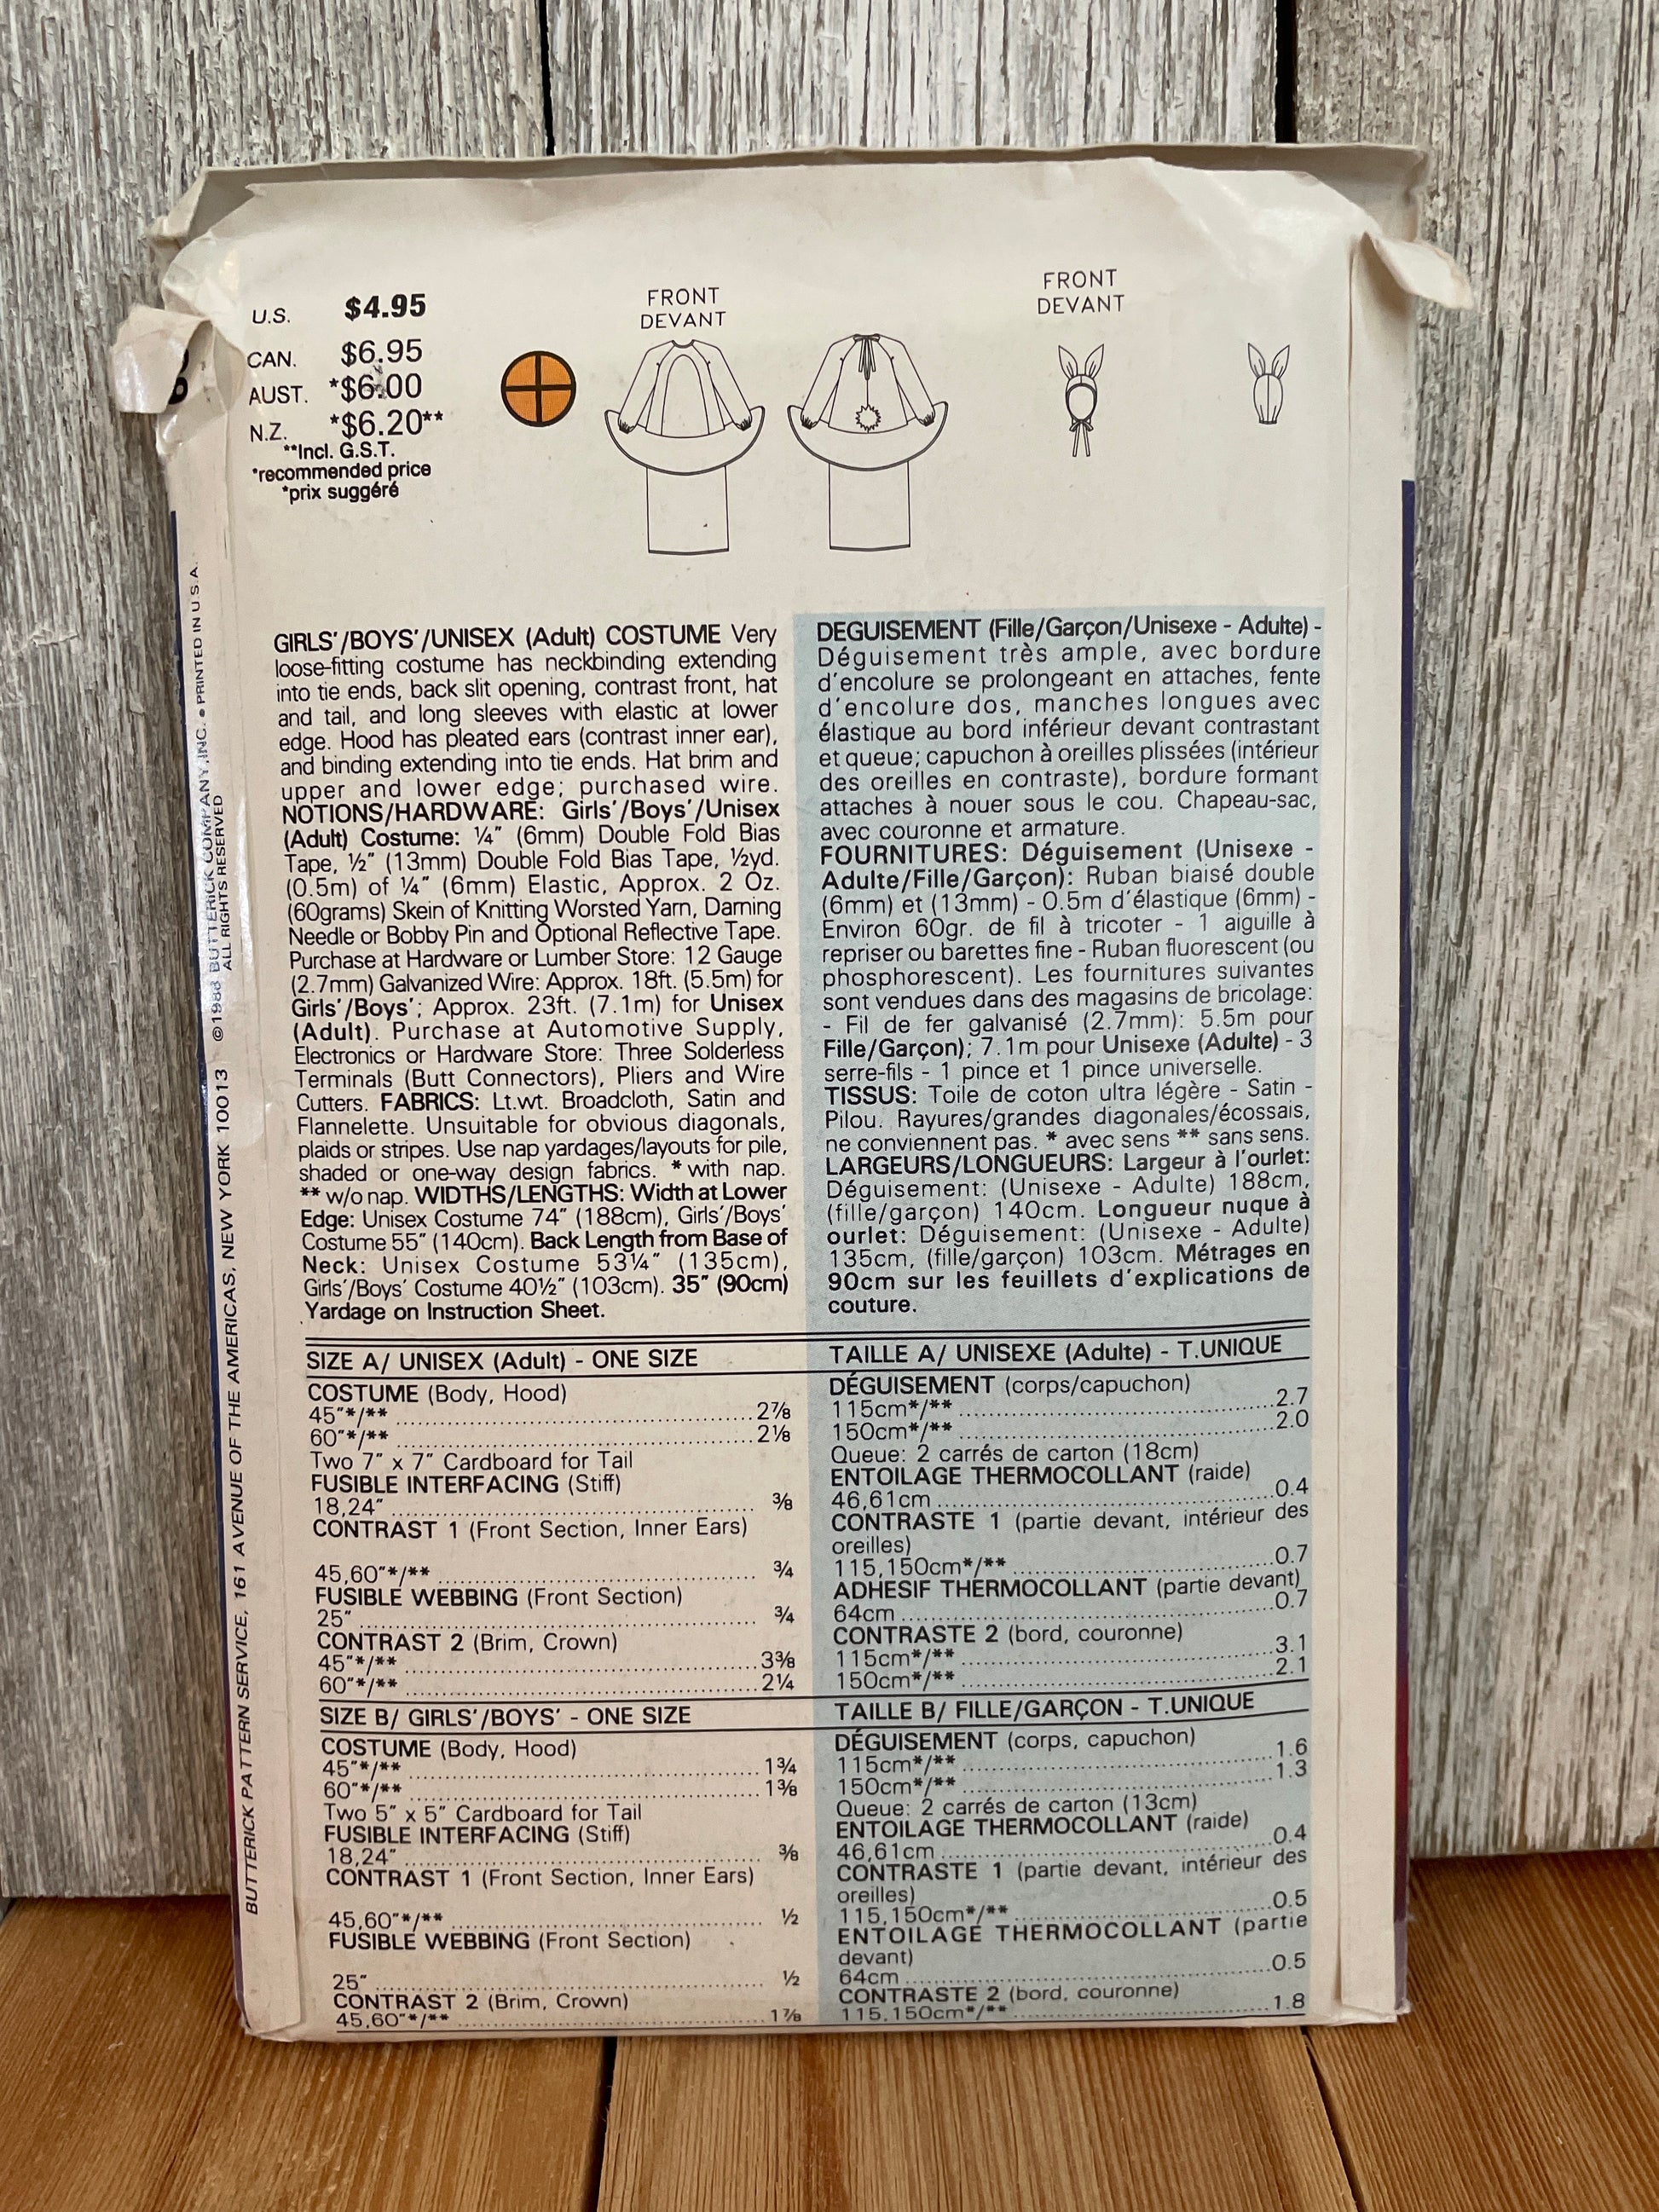 U.S. $4.95
CAN. $6.95
AUST. *$6.00
N.Z. *$6.20**
**Incl. G.S.T.
*recommended price
*prix suggéré
FRONT
DEVANT
FRONT
DEVANT
GIRLS'/BOYS'/UNISEX (Adult) COSTUME Very
loose-fitting costume has neckbinding extending
into tie ends, back slit opening, contrast front, hat
and tail, and long sleeves with elastic at lower
edge. Hood has pleated ears (contrast inner ear),
and binding extending into tie ends. Hat brim and
upper and lower edge; purchased wire.
NOTIONS/HARDWARE: Girls'/Boys'/Unisex
(Adult) Costume: ¼" (6mm) Double Fold Bias
Tape, ½" (13mm) Double Fold Bias Tape, ½yd.
(0.5m) of ¼" (6mm) Elastic, Approx. 2 Oz.
(60grams) Skein of Knitting Worsted Yarn, Darning
Needle or Bobby Pin and Optional Reflective Tape.
Purchase at Hardware or Lumber Store: 12 Gauge
(2.7mm) Galvanized Wire: Approx. 18ft. (5.5m) for
Girls'/Boys'; Approx. 23ft. (7.1m) for Unisex
(Adult). Purchase at Automotive Supply,
Electronics or Hardware Store: Three Solderless
Terminals (Butt Connectors), Pliers and Wire
Cutters. FABRICS: Lt.wt. Broadcloth, Satin and
Flannelette. Unsuitable for obvious diagonals,
plaids or stripes. Use nap yardages/layouts for pile,
shaded or one-way design fabrics. *with nap.
**w/o nap. WIDTHS/LENGTHS: Width at Lower
Edge: Unisex Costume 74" (188cm), Girls'/Boys'
Costume 55" (140cm). Back Length from Base of
Neck: Unisex Costume 53¼" (135cm),
Girls'/Boys' Costume 40½" (103cm). 35" (90cm)
Yardage on Instruction Sheet.
DEGUISEMENT (Fille/Garçon/Unisexe - Adulte) -
Déguisement très ample, avec bordure
d'encolure se prolongeant en attaches, fente
d'encolure dos, manches longues avec
élastique au bord inférieur devant contrastant
et queue; capuchon à oreilles plissées (intérieur
des oreilles en contraste), bordure formant
attaches à nouer sous le cou. Chapeau-sac,
avec couronne et armature.
FOURNITURES: Déguisement (Unisexe -
Adulte/Fille/Garçon): Ruban biaisé double
(6mm) et (13mm) - 0.5m d'élastique (6mm) -
Environ 60gr. de fil à tricoter - 1 aiguille à
repriser ou barettes fine - Ruban fluorescent (ou
phosphorescent). Les fournitures suivantes
sont vendues dans des magasins de bricolage:
- Fil de fer galvanisé (2.7mm): 5.5m pour
Fille/Garçon); 7.1m pour Unisexe (Adulte) - 3
serre-fils - 1 pince et 1 pince universelle.
TISSUS: Toile de coton ultra légère - Satin -
Pilou. Rayures/grandes diagonales/écossais,
ne conviennent pas. * avec sens ** sans sens.
LARGEURS/LONGUEURS: Largeur à l'ourlet:
Déguisement: (Unisexe - Adulte) 188cm,
(fille/garçon) 140cm. Longueur nuque à
ourlet: Déguisement: (Unisexe - Adulte)
135cm, (fille/garçon) 103cm. Métrages en
90cm sur les feuillets d'explications de
couture.
SIZE A/ UNISEX (Adult) - ONE SIZE
COSTUME (Body, Hood)
45"*/** 2⅞
60"*/** 2⅛
Two 7" x 7" Cardboard for Tail
FUSIBLE INTERFACING (Stiff)
18,24" ⅜
CONTRAST 1 (Front Section, Inner Ears)
45,60"*/** ¾
FUSIBLE WEBBING (Front Section)
25" ¾
CONTRAST 2 (Brim, Crown)
45"*/** 3⅜
60"*/** 2¼
TAILLE A/ UNISEXE (Adulte) - T.UNIQUE
DÉGUISEMENT (corps/capuchon)
115cm*/** 2.7
150cm*/** 2.0
Queue: 2 carrés de carton (18cm)
ENTOILAGE THERMOCOLLANT (raide)
46,61cm 0.4
CONTRASTE 1 (partie devant, intérieur des
oreilles)
115,150cm*/** 0.7
ADHESIF THERMOCOLLANT (partie devant)
64cm 0.7
CONTRASTE 2 (bord, couronne)
115cm*/** 3.1
150cm*/** 2.1
SIZE B/ GIRLS'/BOYS' - ONE SIZE
COSTUME (Body, Hood)
45"*/** 1¾
60"*/** 1⅜
Two 5" x 5" Cardboard for Tail
FUSIBLE INTERFACING (Stiff)
18,24" ⅜
CONTRAST 1 (Front Section, Inner Ears)
45,60"*/** ½
FUSIBLE WEBBING (Front Section)
25" ½
CONTRAST 2 (Brim, Crown)
45,60"*/** 1⅞
TAILLE B/ FILLE/GARÇON - T.UNIQUE
DÉGUISEMENT (corps, capuchon)
115cm*/** 1.6
150cm*/** 1.3
Queue: 2 carrés de carton (13cm)
ENTOILAGE THERMOCOLLANT (raide)
46,61cm 0.4
CONTRASTE 1 (partie devant, intérieur des
oreilles)
115,150cm*/** 0.5
ENTOILAGE THERMOCOLLANT (partie
devant)
64cm 0.5
CONTRASTE 2 (bord, couronne)
115,150cm*/** 1.8
BUTTERICK PATTERN SERVICE, 161 AVENUE OF THE AMERICAS, NEW YORK 10013 BUTTERICK COMPANY, INC. • PRINTED IN U.S.A.
ALL RIGHTS RESERVED